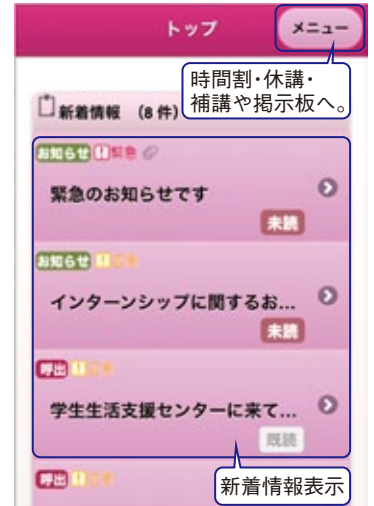 トップ
メニュー
時間割・休講・
補講や掲示板へ。
新着情報 (8 件)
お知らせ 緊急
緊急のお知らせです
未読
お知らせ
インターンシップに関するお...
未読
呼出
学生生活支援センターに来て...
既読
新着情報表示
呼出